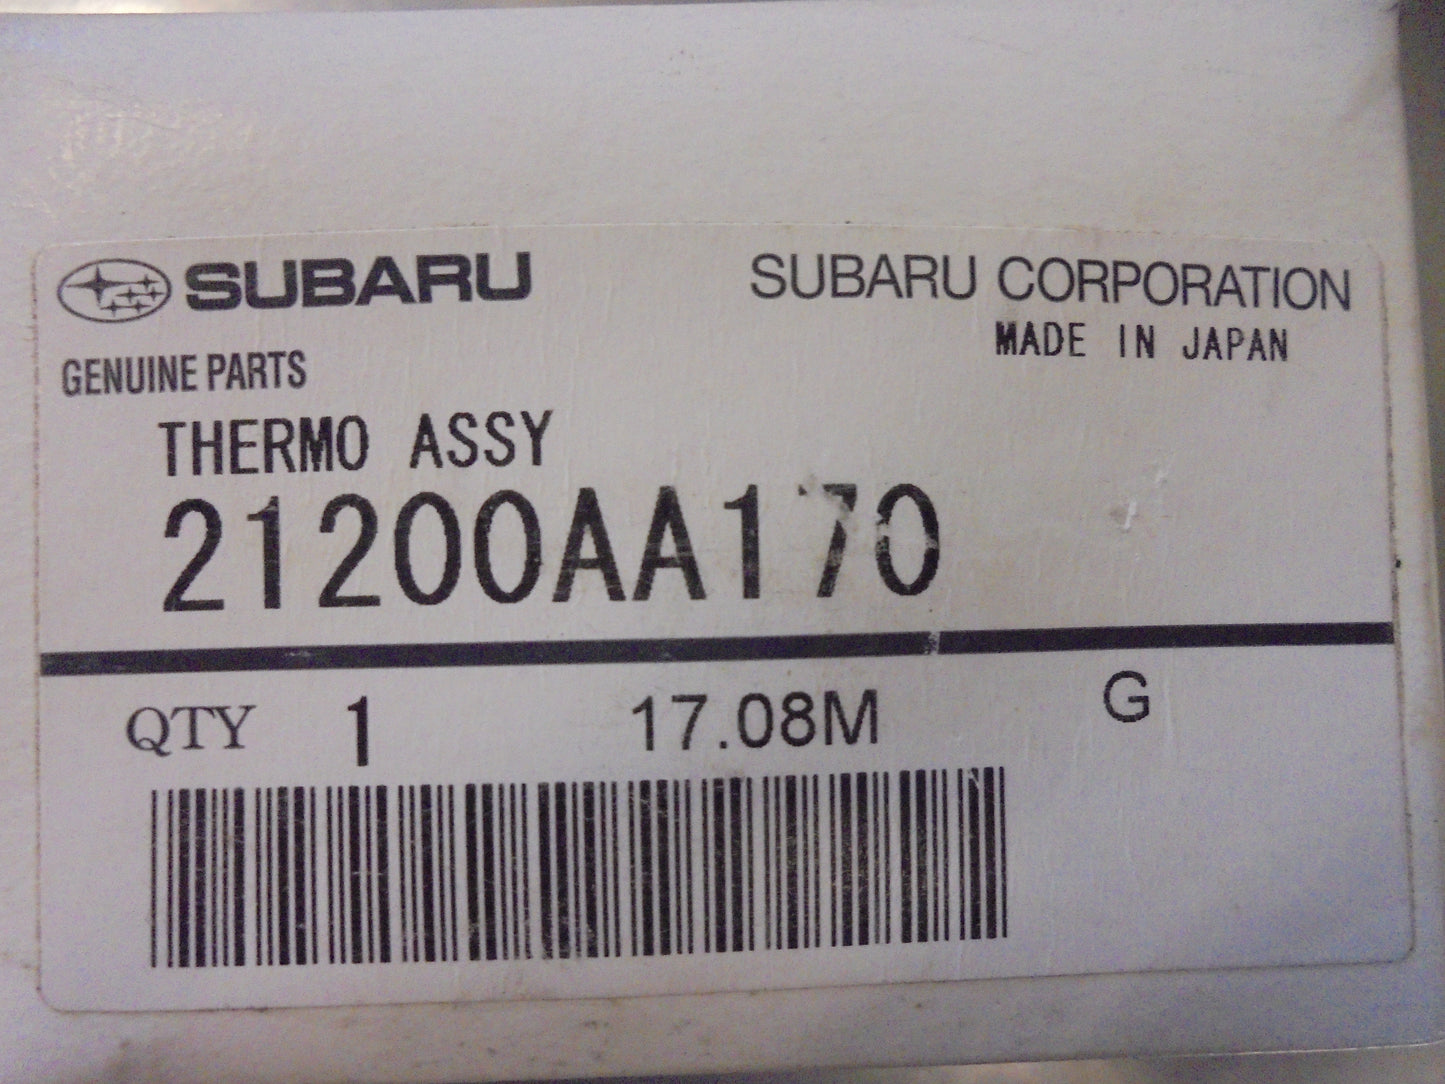 SUBARU
SUBARU CORPORATION
MADE IN JAPAN
GENUINE PARTS
THERMO ASSY
21200AA170
QTY 1 17.08M G